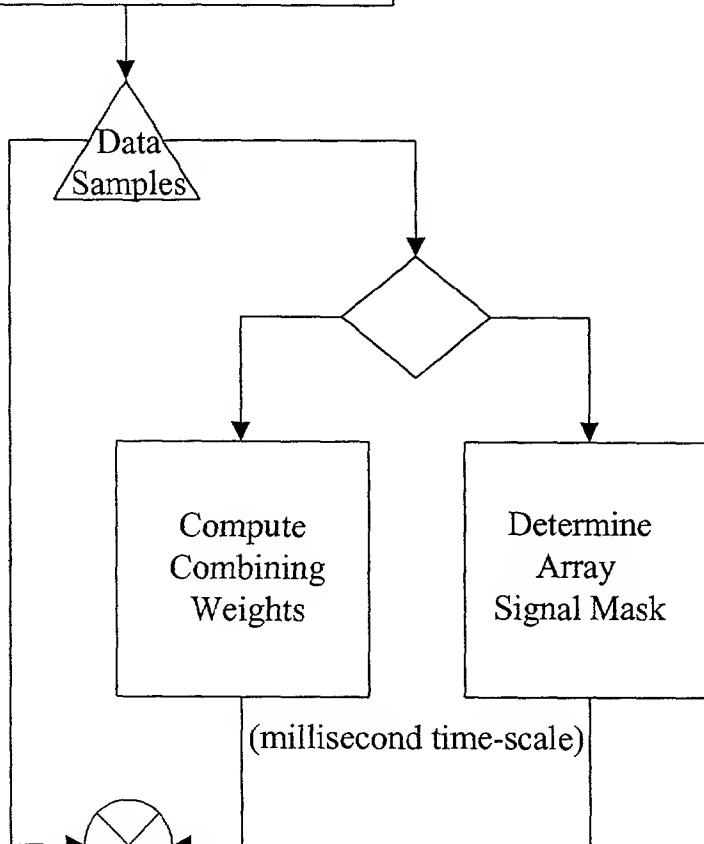 Data
Samples
Compute
Combining
Weights
Determine
Array
Signal Mask
(millisecond time-scale)